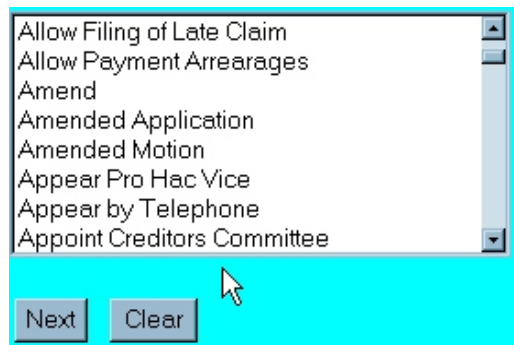 Allow Filing of Late Claim
Allow Payment Arrearages
Amend
Amended Application
Amended Motion
Appear Pro Hac Vice
Appear by Telephone
Appoint Creditors Committee
Next Clear